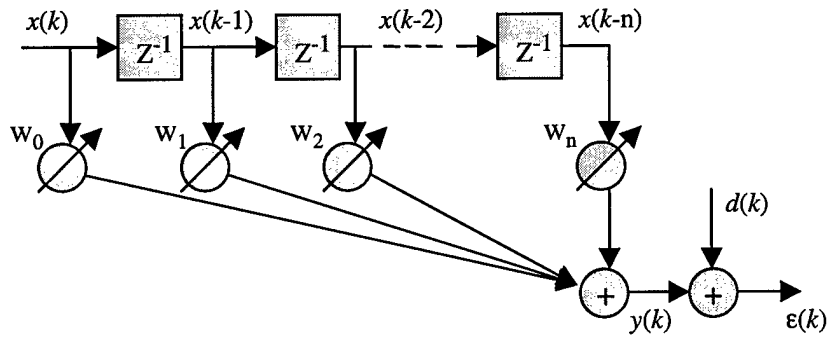 x(k) x(k-1) x(k-2) x(k-n)
Z⁻¹ Z⁻¹ Z⁻¹
W₀ W₁ W₂ Wₙ
d(k)
+ +
y(k) ε(k)